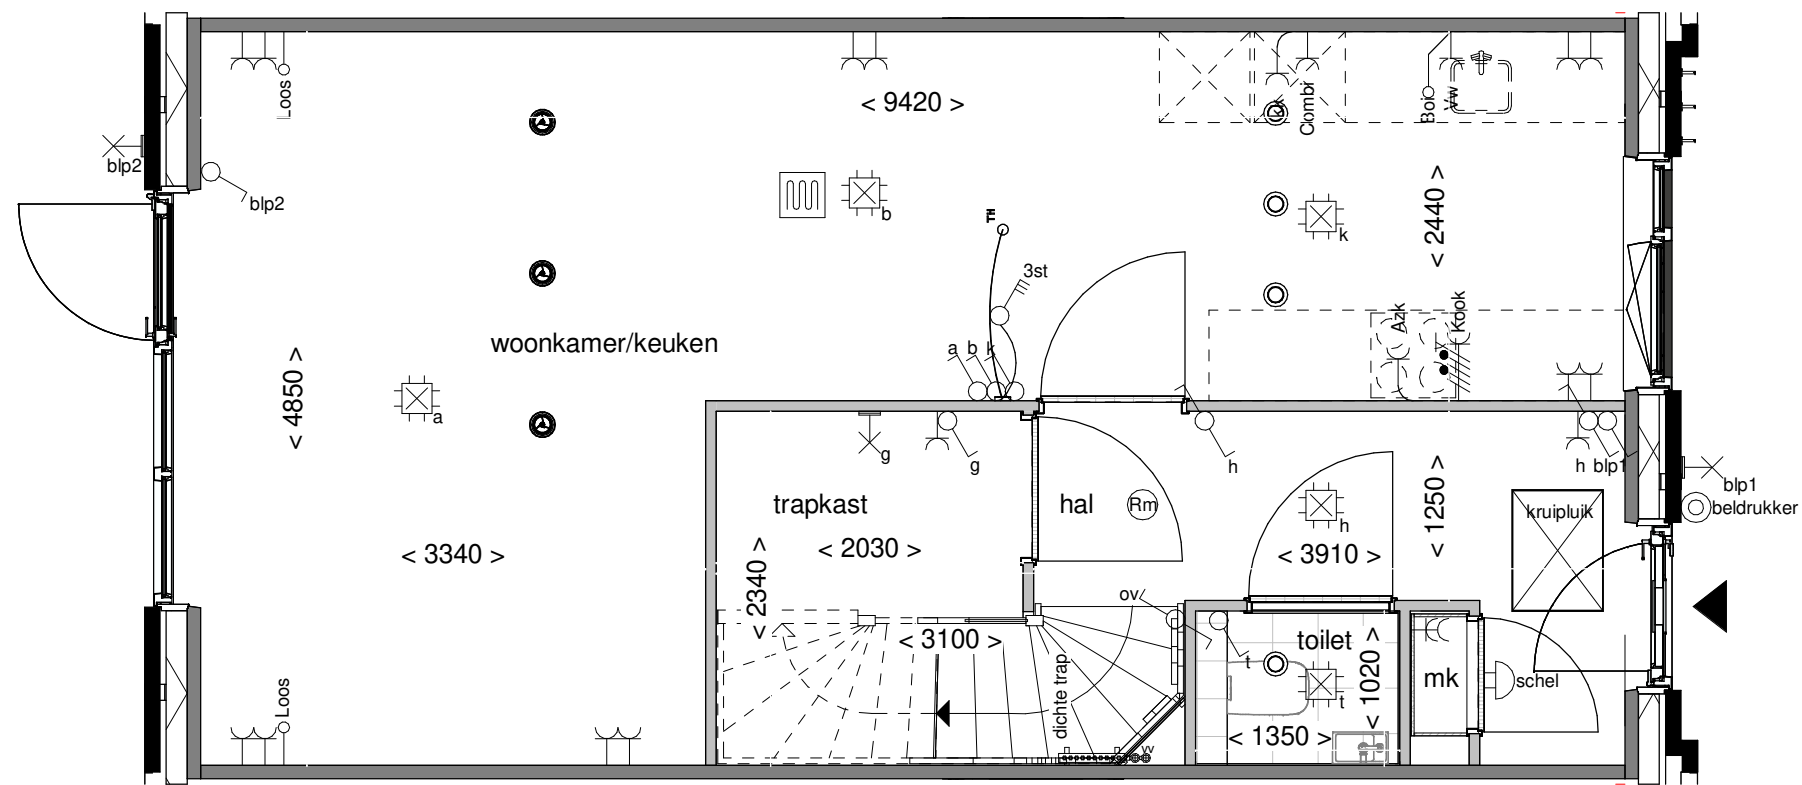 Loos
< 9420 >
Combi
Boi
Vw
blp2
blp2
b
k
< 2440 >
TH
3st
Azk
Kook
woonkamer/keuken
a b k
< 4850 >
a
g
g
h
h blp1
blp1
beldrukker
trapkast
hal
Rm
h
< 1250 >
kruipluik
< 3340 >
< 2030 >
< 3910 >
< 2340 >
ov
< 3100 >
toilet
t
t
< 1020 >
mk
schel
dichte trap
Loos
< 1350 >
vv